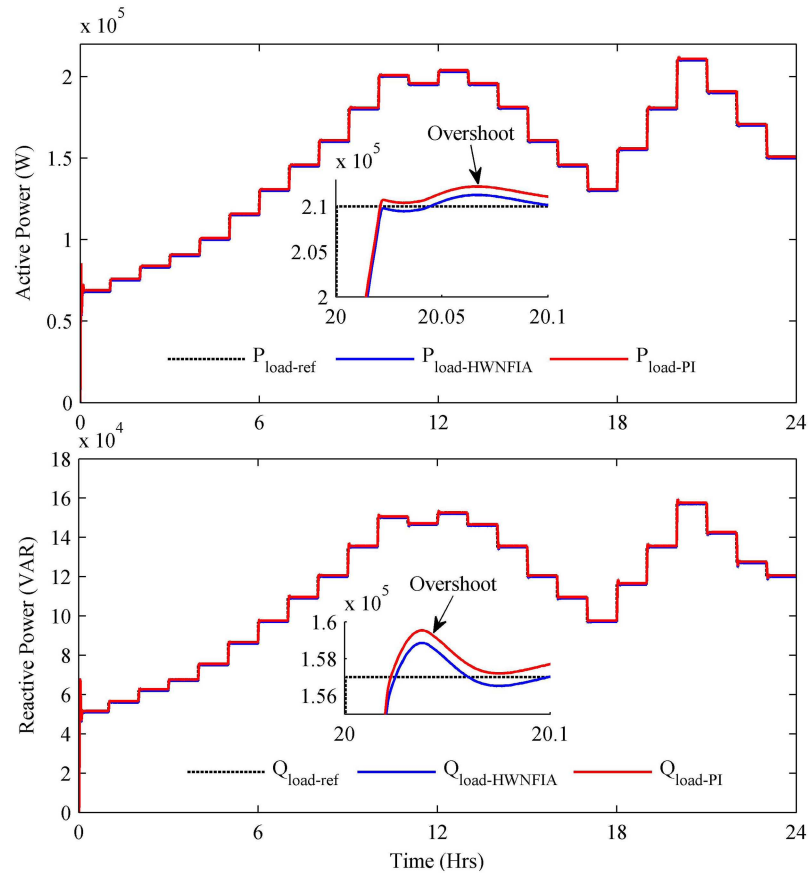 x 10^5
2
1.5
1
0.5
0
Active Power (W)
Overshoot
x 10^5
2.1
2.05
2
20 20.05 20.1
P_load-ref P_load-HWNFIA P_load-PI
0 6 12 18 24
x 10^4
18
16
14
12
10
8
6
4
2
0
Reactive Power (VAR)
Overshoot
x 10^5
1.6
1.58
1.57
1.56
20 20.1
Q_load-ref Q_load-HWNFIA Q_load-PI
0 6 12 18 24
Time (Hrs)